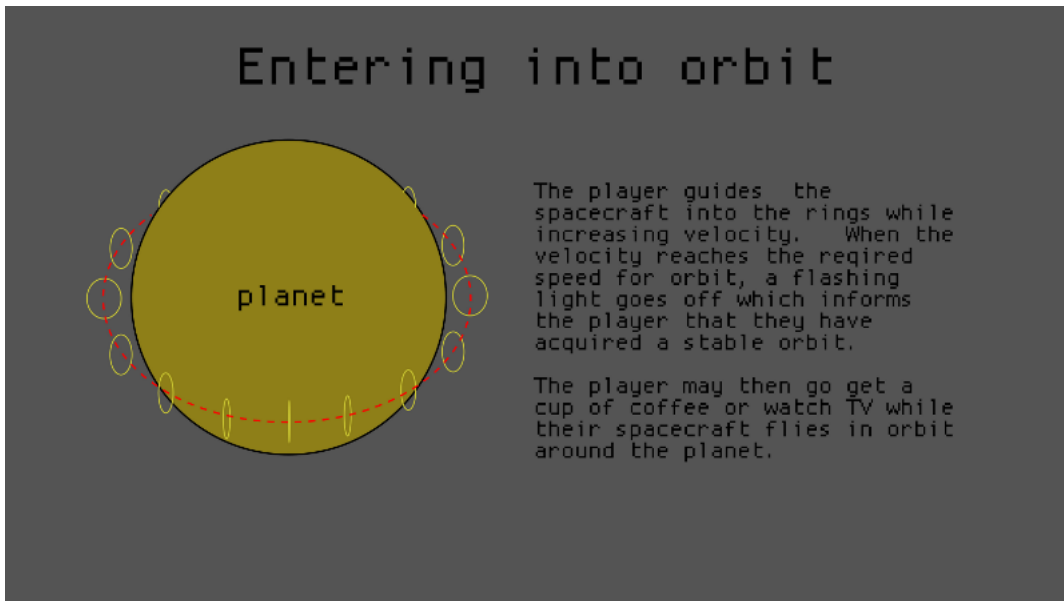 Entering into orbit
planet
The player guides  the
spacecraft into the rings while
increasing velocity.   When the
velocity reaches the reqired
speed for orbit, a flashing
light goes off which informs
the player that they have
acquired a stable orbit.
The player may then go get a
cup of coffee or watch TV while
their spacecraft flies in orbit
around the planet.